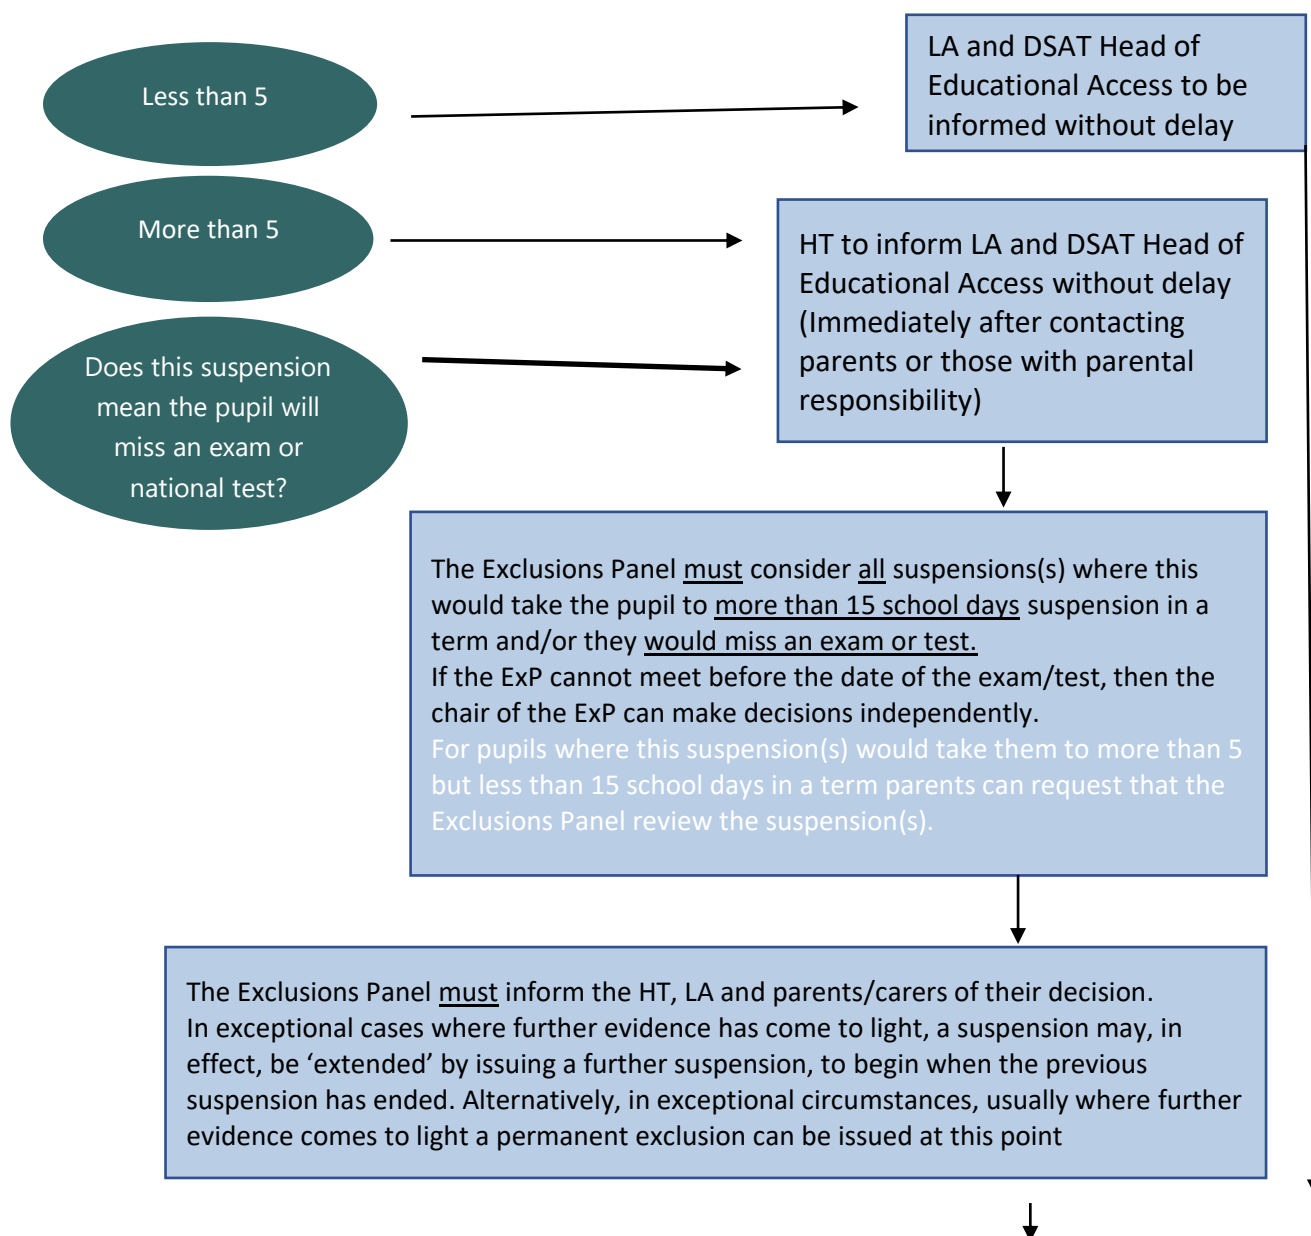 Less than 5
LA and DSAT Head of
Educational Access to be
informed without delay
More than 5
HT to inform LA and DSAT Head of
Educational Access without delay
(Immediately after contacting
parents or those with parental
responsibility)
Does this suspension
mean the pupil will
miss an exam or
national test?
The Exclusions Panel must consider all suspensions(s) where this
would take the pupil to more than 15 school days suspension in a
term and/or they would miss an exam or test.
If the ExP cannot meet before the date of the exam/test, then the
chair of the ExP can make decisions independently.
For pupils where this suspension(s) would take them to more than 5
but less than 15 school days in a term parents can request that the
Exclusions Panel review the suspension(s).
The Exclusions Panel must inform the HT, LA and parents/carers of their decision.
In exceptional cases where further evidence has come to light, a suspension may, in
effect, be ‘extended’ by issuing a further suspension, to begin when the previous
suspension has ended. Alternatively, in exceptional circumstances, usually where further
evidence comes to light a permanent exclusion can be issued at this point